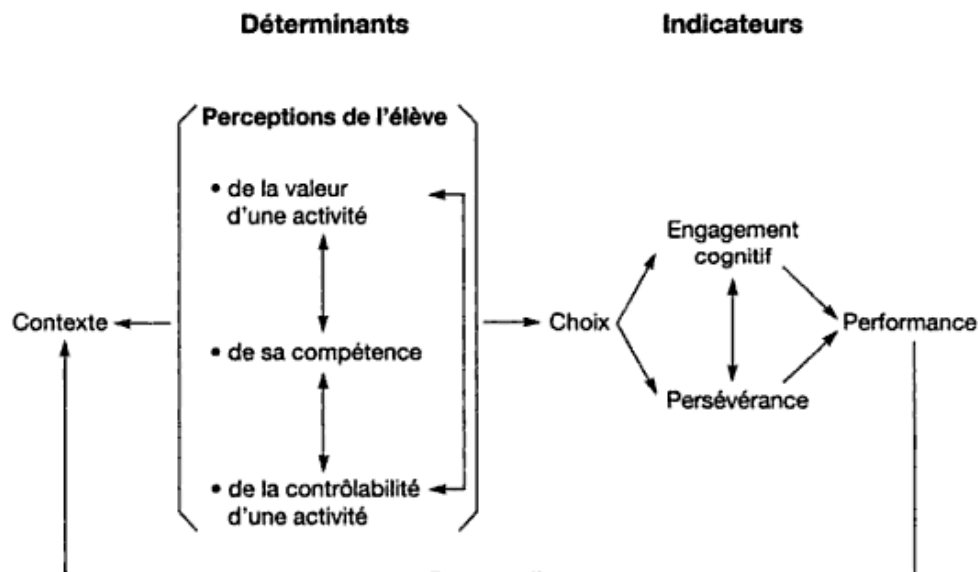 Déterminants
Indicateurs
Perceptions de l'élève
• de la valeur
d'une activité
Engagement
cognitif
Contexte
Choix
Performance
• de sa compétence
Persévérance
• de la contrôlabilité
d'une activité